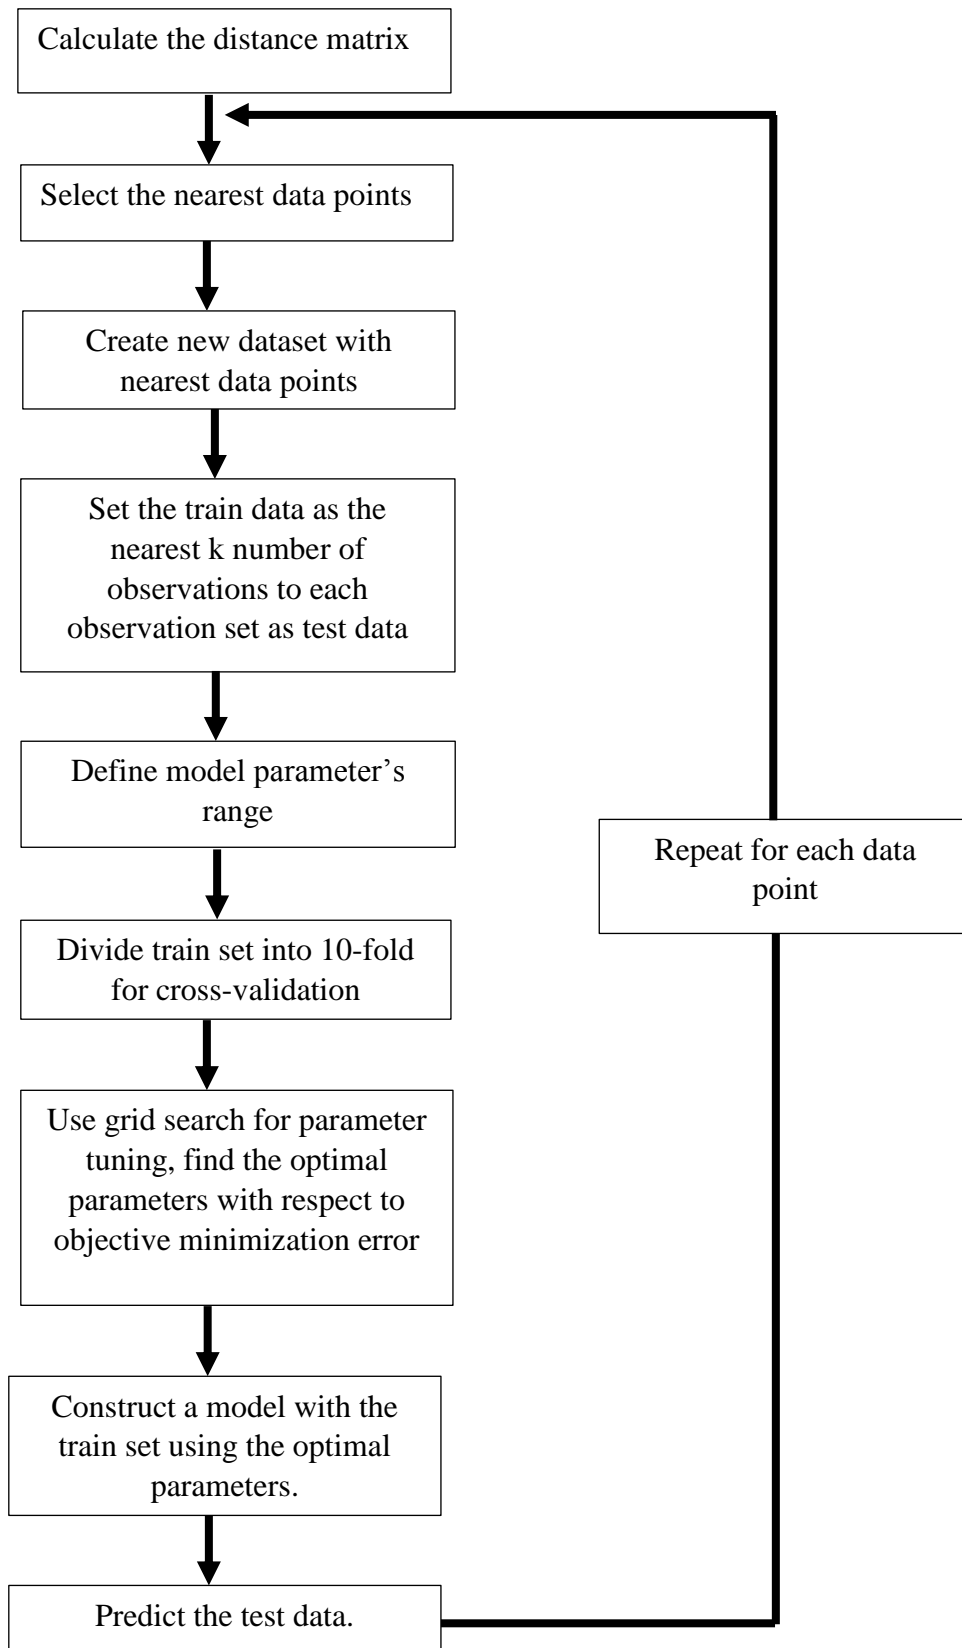 Calculate the distance matrix
Select the nearest data points
Create new dataset with
nearest data points
Set the train data as the
nearest k number of
observations to each
observation set as test data
Define model parameter’s
range
Divide train set into 10-fold
for cross-validation
Use grid search for parameter
tuning, find the optimal
parameters with respect to
objective minimization error
Construct a model with the
train set using the optimal
parameters.
Predict the test data.
Repeat for each data
point